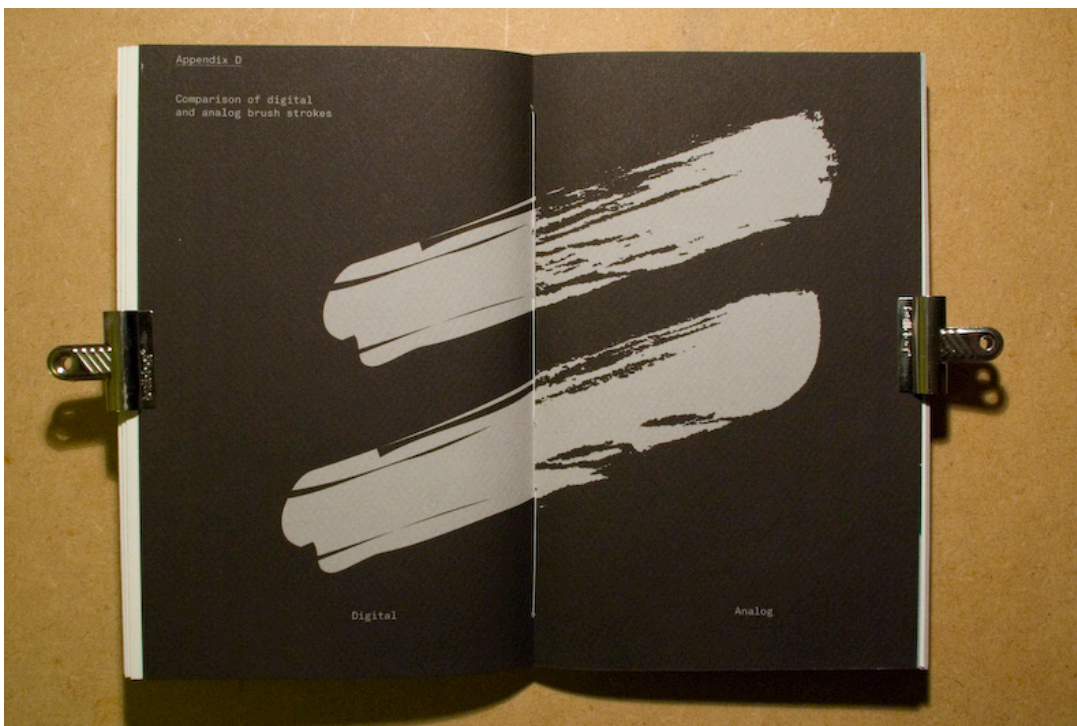 Appendix D
Comparison of digital
and analog brush strokes
Digital
Analog